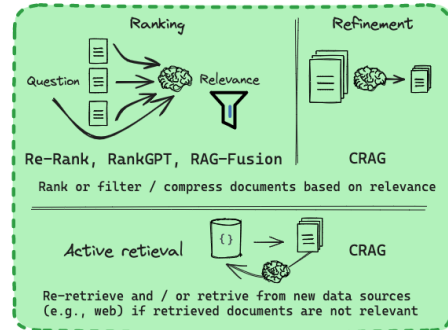 Ranking
Refinement
Question
Relevance
Re-Rank, RankGPT, RAG-Fusion
CRAG
Rank or filter / compress documents based on relevance
{ }
Active retieval
CRAG
Re-retrieve and / or retrive from new data sources
(e.g., web) if retrieved documents are not relevant